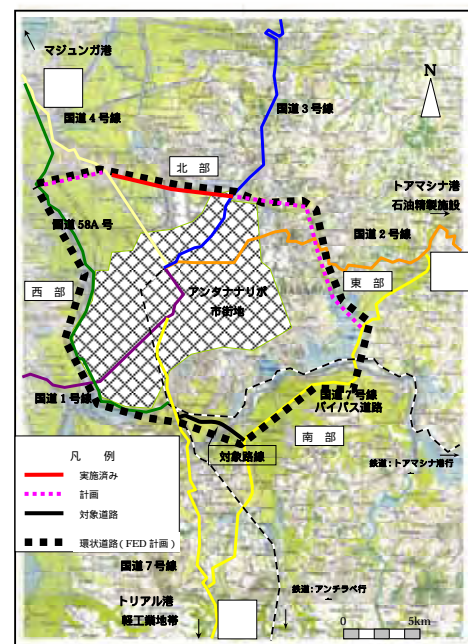 マジュンガ港
N
国道4号線
国道3号線
北 部
トアマシナ港
石油精製施設
国道58A号
国道2号線
東 部
西 部
アンタナナリボ
市街地
国道1号線
国道7号線
バイパス道路
南 部
対象路線
鉄道:トアマシナ港行
凡 例
実施済み
計画
対象道路
環状道路(FED計画)
国道7号線
鉄道:アンチラベ行
トリアル港
軽工業地帯
0 5km